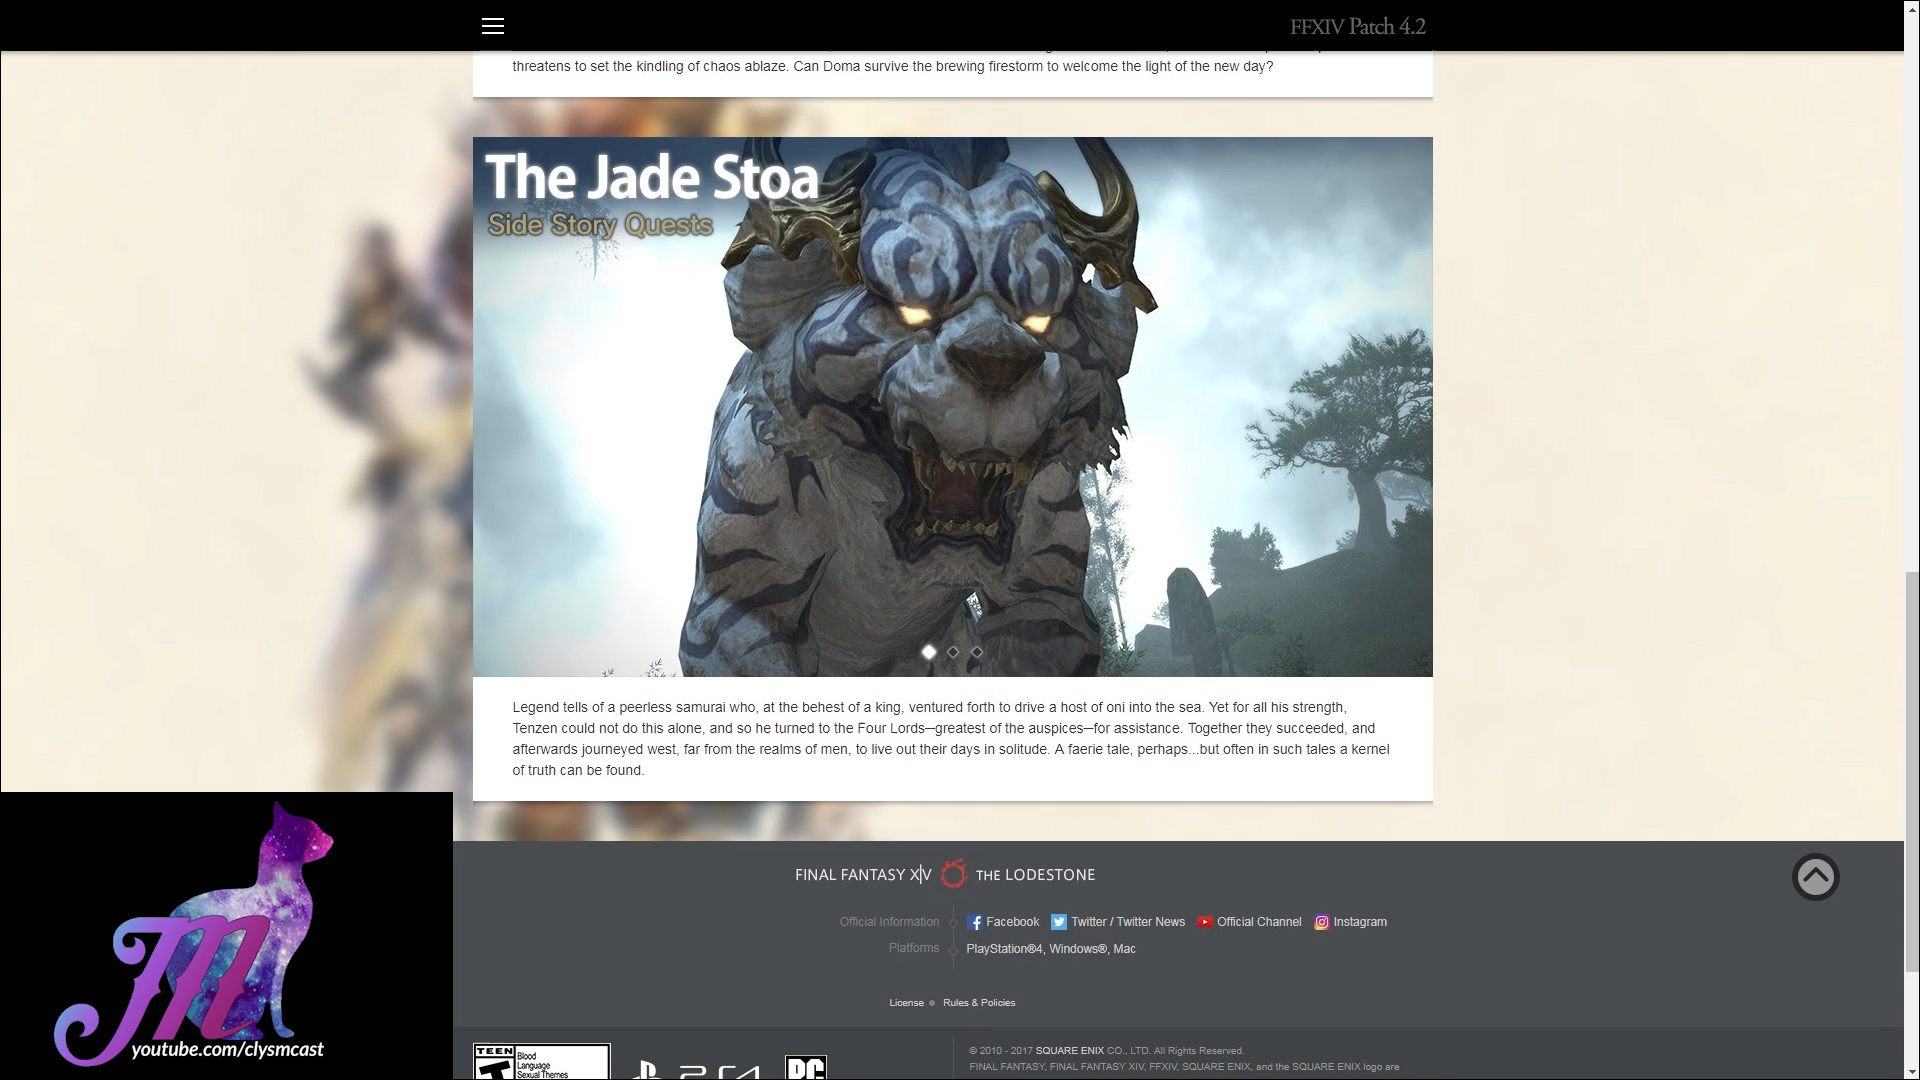 FFXIV Patch 4.2
threatens to set the kindling of chaos ablaze. Can Doma survive the brewing firestorm to welcome the light of the new day?
The Jade Stoa
Side Story Quests
Legend tells of a peerless samurai who, at the behest of a king, ventured forth to drive a host of oni into the sea. Yet for all his strength,
Tenzen could not do this alone, and so he turned to the Four Lords—greatest of the auspices—for assistance. Together they succeeded, and
afterwards journeyed west, far from the realms of men, to live out their days in solitude. A faerie tale, perhaps...but often in such tales a kernel
of truth can be found.
FINAL FANTASY XIV THE LODESTONE
Official Information Facebook Twitter / Twitter News Official Channel Instagram
Platforms PlayStation®4, Windows®, Mac
License Rules & Policies
M
youtube.com/clysmcast
TEEN
T
Blood
Language
Sexual Themes
PS4
PC
© 2010 - 2017 SQUARE ENIX CO., LTD. All Rights Reserved.
FINAL FANTASY, FINAL FANTASY XIV, FFXIV, SQUARE ENIX, and the SQUARE ENIX logo are